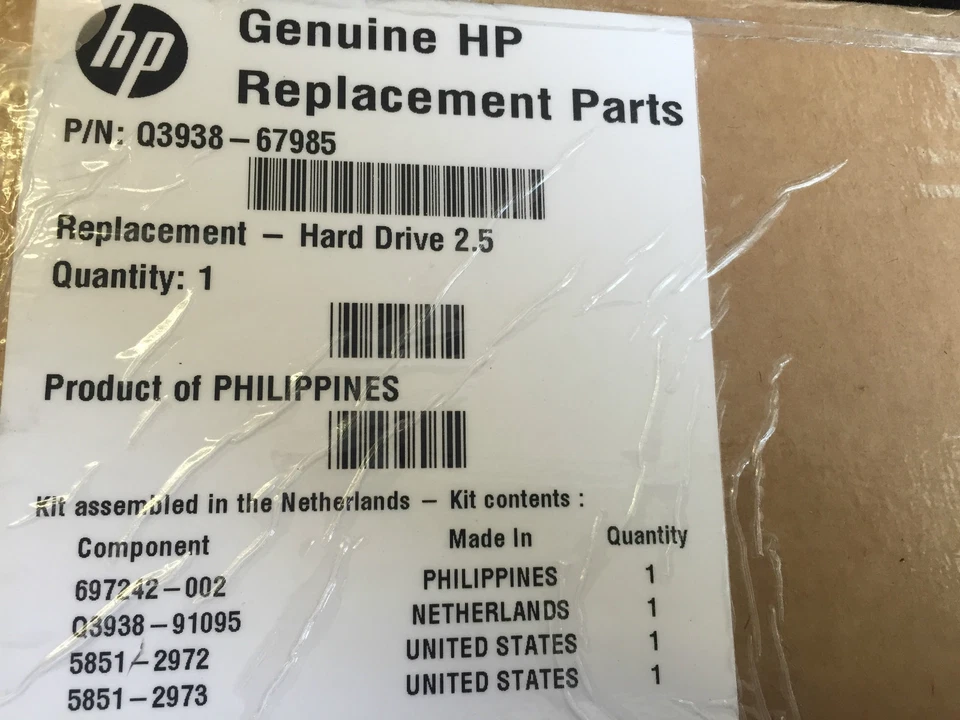 hp
Genuine HP
Replacement Parts
P/N: Q3938-67985
Replacement - Hard Drive 2.5
Quantity: 1
Product of PHILIPPINES
Kit assembled in the Netherlands - Kit contents :
Component Made In Quantity
697242-002 PHILIPPINES 1
Q3938-91095 NETHERLANDS 1
5851-2972 UNITED STATES 1
5851-2973 UNITED STATES 1